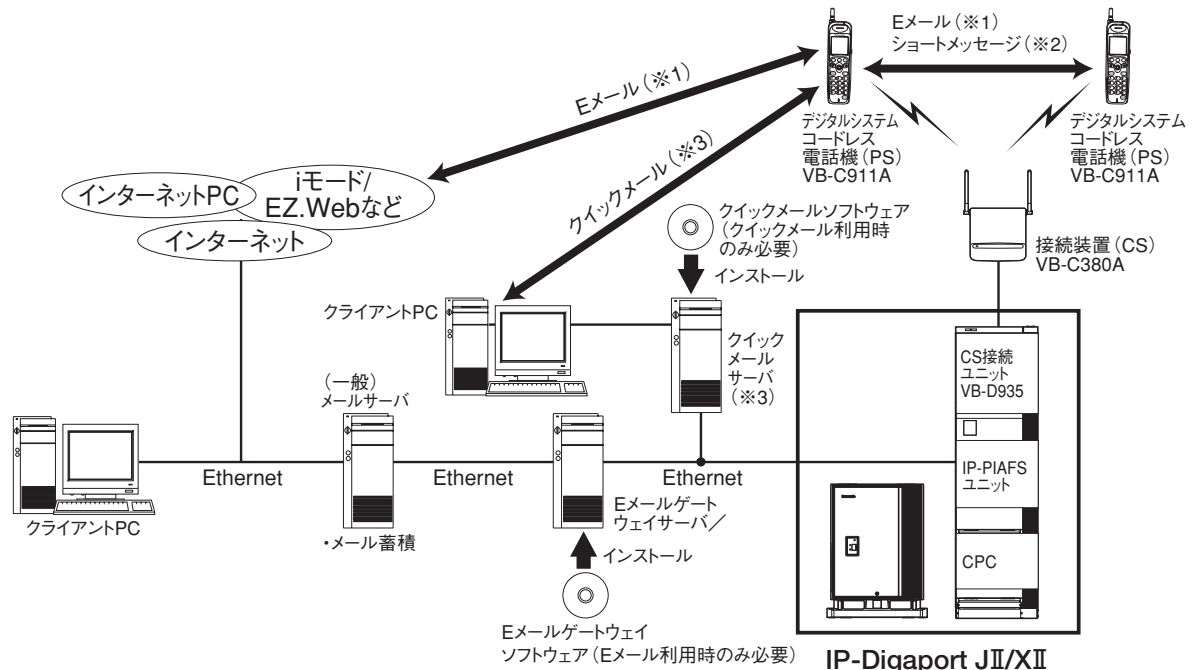 Eメール(※1)
ショートメッセージ(※2)
Eメール(※1)
クイックメール(※3)
デジタルシステム
コードレス
電話機(PS)
VB-C911A
デジタルシステム
コードレス
電話機(PS)
VB-C911A
インターネットPC
iモード/
EZ.Webなど
インターネット
クイックメールソフトウェア
(クイックメール利用時
のみ必要)
インストール
接続装置(CS)
VB-C380A
クライアントPC
クイック
メール
サーバ
(※3)
CS接続
ユニット
VB-D935
(一般)
メールサーバ
Ethernet
Ethernet
Ethernet
IP-PIAFS
ユニット
クライアントPC
・メール蓄積
Eメールゲート
ウェイサーバ/
インストール
CPC
Eメールゲートウェイ
ソフトウェア(Eメール利用時のみ必要)
IP-Digaport JⅡ/XⅡ